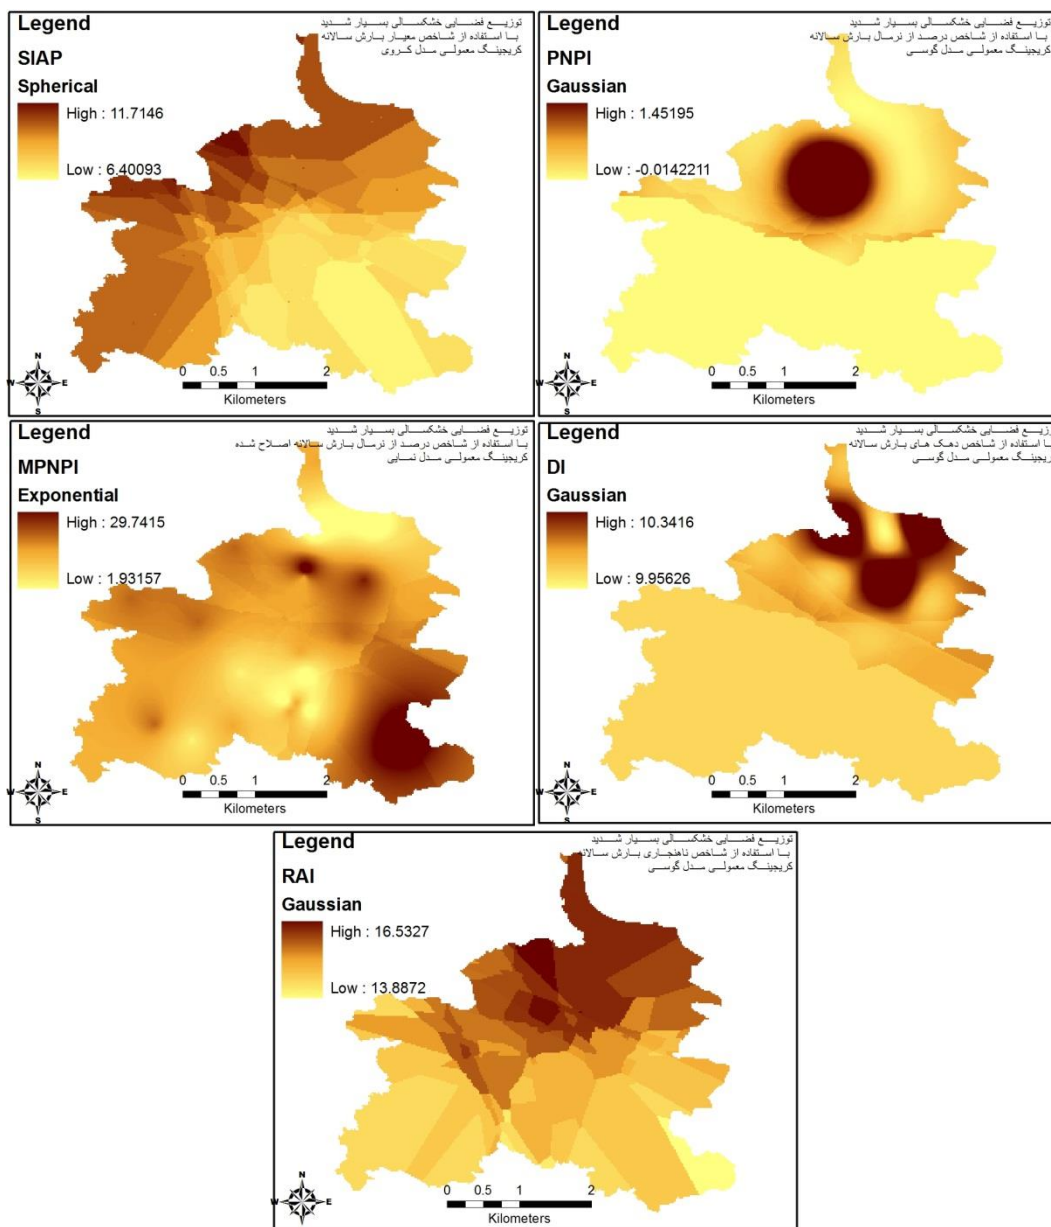 Legend
توزیع فضایی خشکسالی بسیار شدید
با استفاده از شاخص معیار بارش سالانه
کریجینگ معمولی مدل کروی
SIAP
Spherical
High : 11.7146
Low : 6.40093
N
W E
S
0 0.5 1 2
Kilometers
Legend
توزیع فضایی خشکسالی بسیار شدید
با استفاده از شاخص درصد از نرمال بارش سالانه
کریجینگ معمولی مدل گوسی
PNPI
Gaussian
High : 1.45195
Low : -0.0142211
N
W E
S
0 0.5 1 2
Kilometers
Legend
توزیع فضایی خشکسالی بسیار شدید
با استفاده از شاخص درصد از نرمال بارش سالانه اصلاح شده
کریجینگ معمولی مدل نمایی
MPNPI
Exponential
High : 29.7415
Low : 1.93157
N
W E
S
0 0.5 1 2
Kilometers
Legend
توزیع فضایی خشکسالی بسیار شدید
با استفاده از شاخص دهک های بارش سالانه
کریجینگ معمولی مدل گوسی
DI
Gaussian
High : 10.3416
Low : 9.95626
N
W E
S
0 0.5 1 2
Kilometers
Legend
توزیع فضایی خشکسالی بسیار شدید
با استفاده از شاخص ناهنجاری بارش سالانه
کریجینگ معمولی مدل گوسی
RAI
Gaussian
High : 16.5327
Low : 13.8872
N
W E
S
0 0.5 1 2
Kilometers